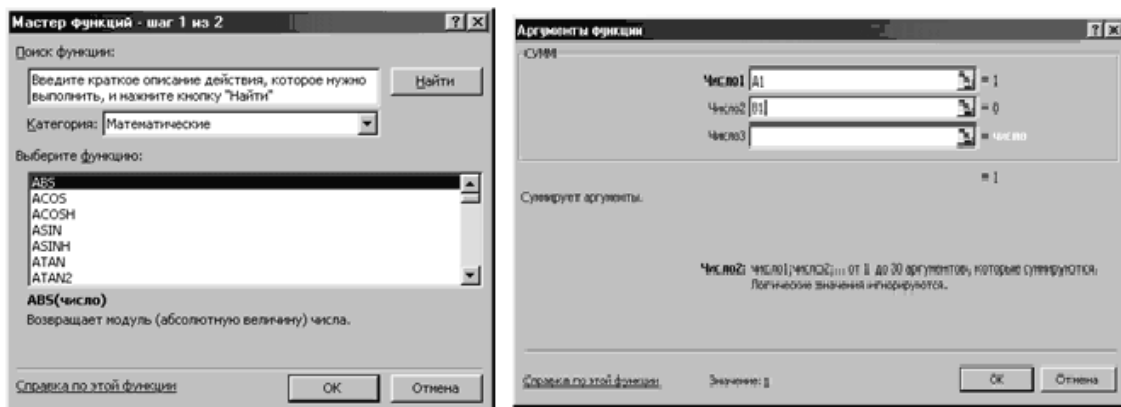 Мастер функций - шаг 1 из 2
Поиск функции:
Введите краткое описание действия, которое нужно
выполнить, и нажмите кнопку "Найти"
Найти
Категория: Математические
Выберите функцию:
ABS
ACOS
ACOSH
ASIN
ASINH
ATAN
ATAN2
ABS(число)
Возвращает модуль (абсолютную величину) числа.
Справка по этой функции
ОК
Отмена
Аргументы функции
СУММ
Число1 A1 = 1
Число2 B1 = 0
Число3 = число
= 1
Суммирует аргументы.
Число2: число1;число2;... от 1 до 30 аргументов, которые суммируются.
Логические значения игнорируются.
Справка по этой функции
Значение: 1
ОК
Отмена